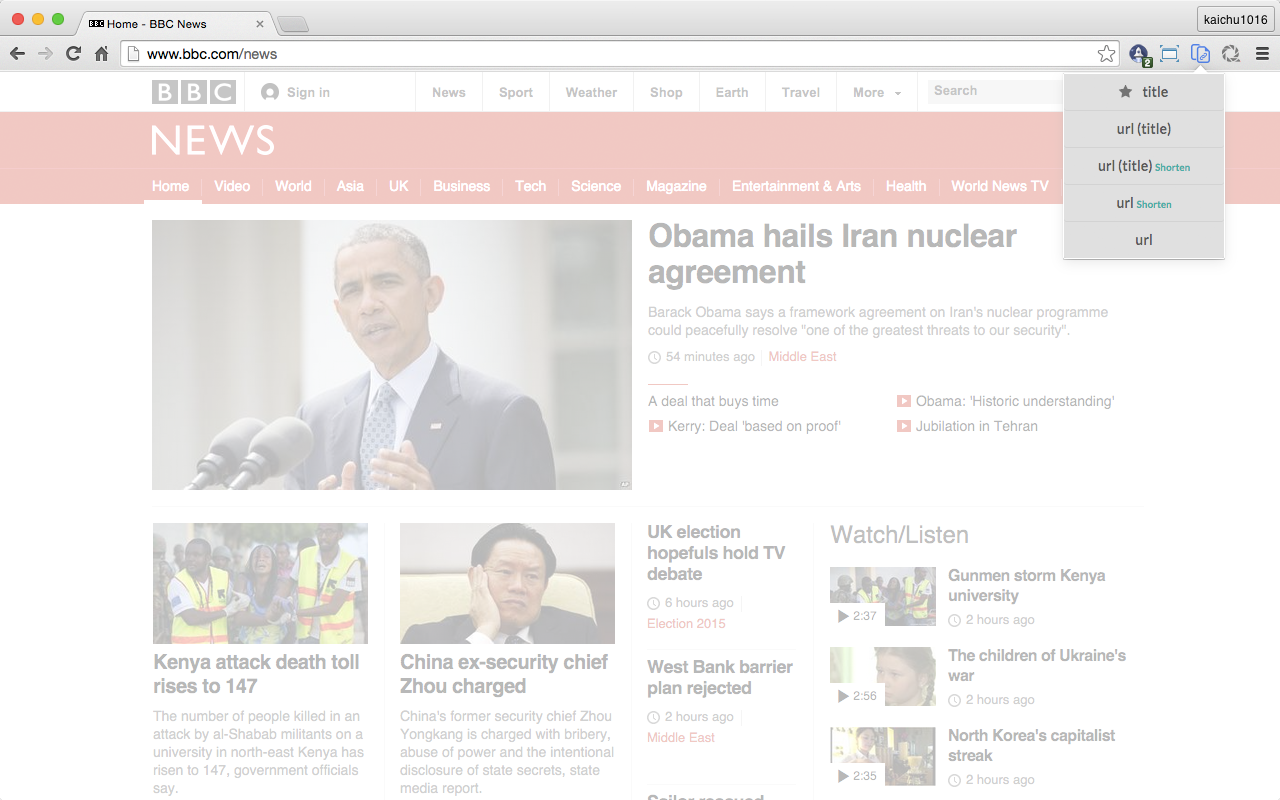 BBC Home - BBC News
kaichu1016
www.bbc.com/news
2
BBC
Sign in
News
Sport
Weather
Shop
Earth
Travel
More
Search
title
url (title)
url (title) Shorten
url Shorten
url
NEWS
Home
Video
World
Asia
UK
Business
Tech
Science
Magazine
Entertainment & Arts
Health
World News TV
Obama hails Iran nuclear
agreement
Barack Obama says a framework agreement on Iran's nuclear programme
could peacefully resolve "one of the greatest threats to our security".
54 minutes ago
Middle East
A deal that buys time
Obama: 'Historic understanding'
Kerry: Deal 'based on proof'
Jubilation in Tehran
AP
Kenya attack death toll
rises to 147
The number of people killed in an
attack by al-Shabab militants on a
university in north-east Kenya has
risen to 147, government officials
say.
China ex-security chief
Zhou charged
China's former security chief Zhou
Yongkang is charged with bribery,
abuse of power and the intentional
disclosure of state secrets, state
media report.
UK election
hopefuls hold TV
debate
6 hours ago
Election 2015
West Bank barrier
plan rejected
2 hours ago
Middle East
Sailor rescued
Watch/Listen
2:37
Gunmen storm Kenya
university
2 hours ago
2:56
The children of Ukraine's
war
2 hours ago
2:35
North Korea's capitalist
streak
2 hours ago